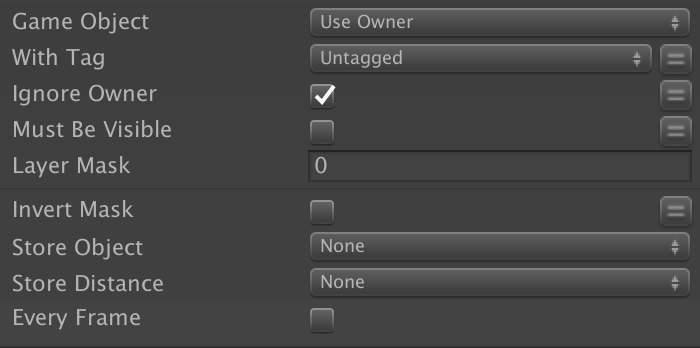 Game Object Use Owner
With Tag Untagged
Ignore Owner
Must Be Visible
Layer Mask 0
Invert Mask
Store Object None
Store Distance None
Every Frame